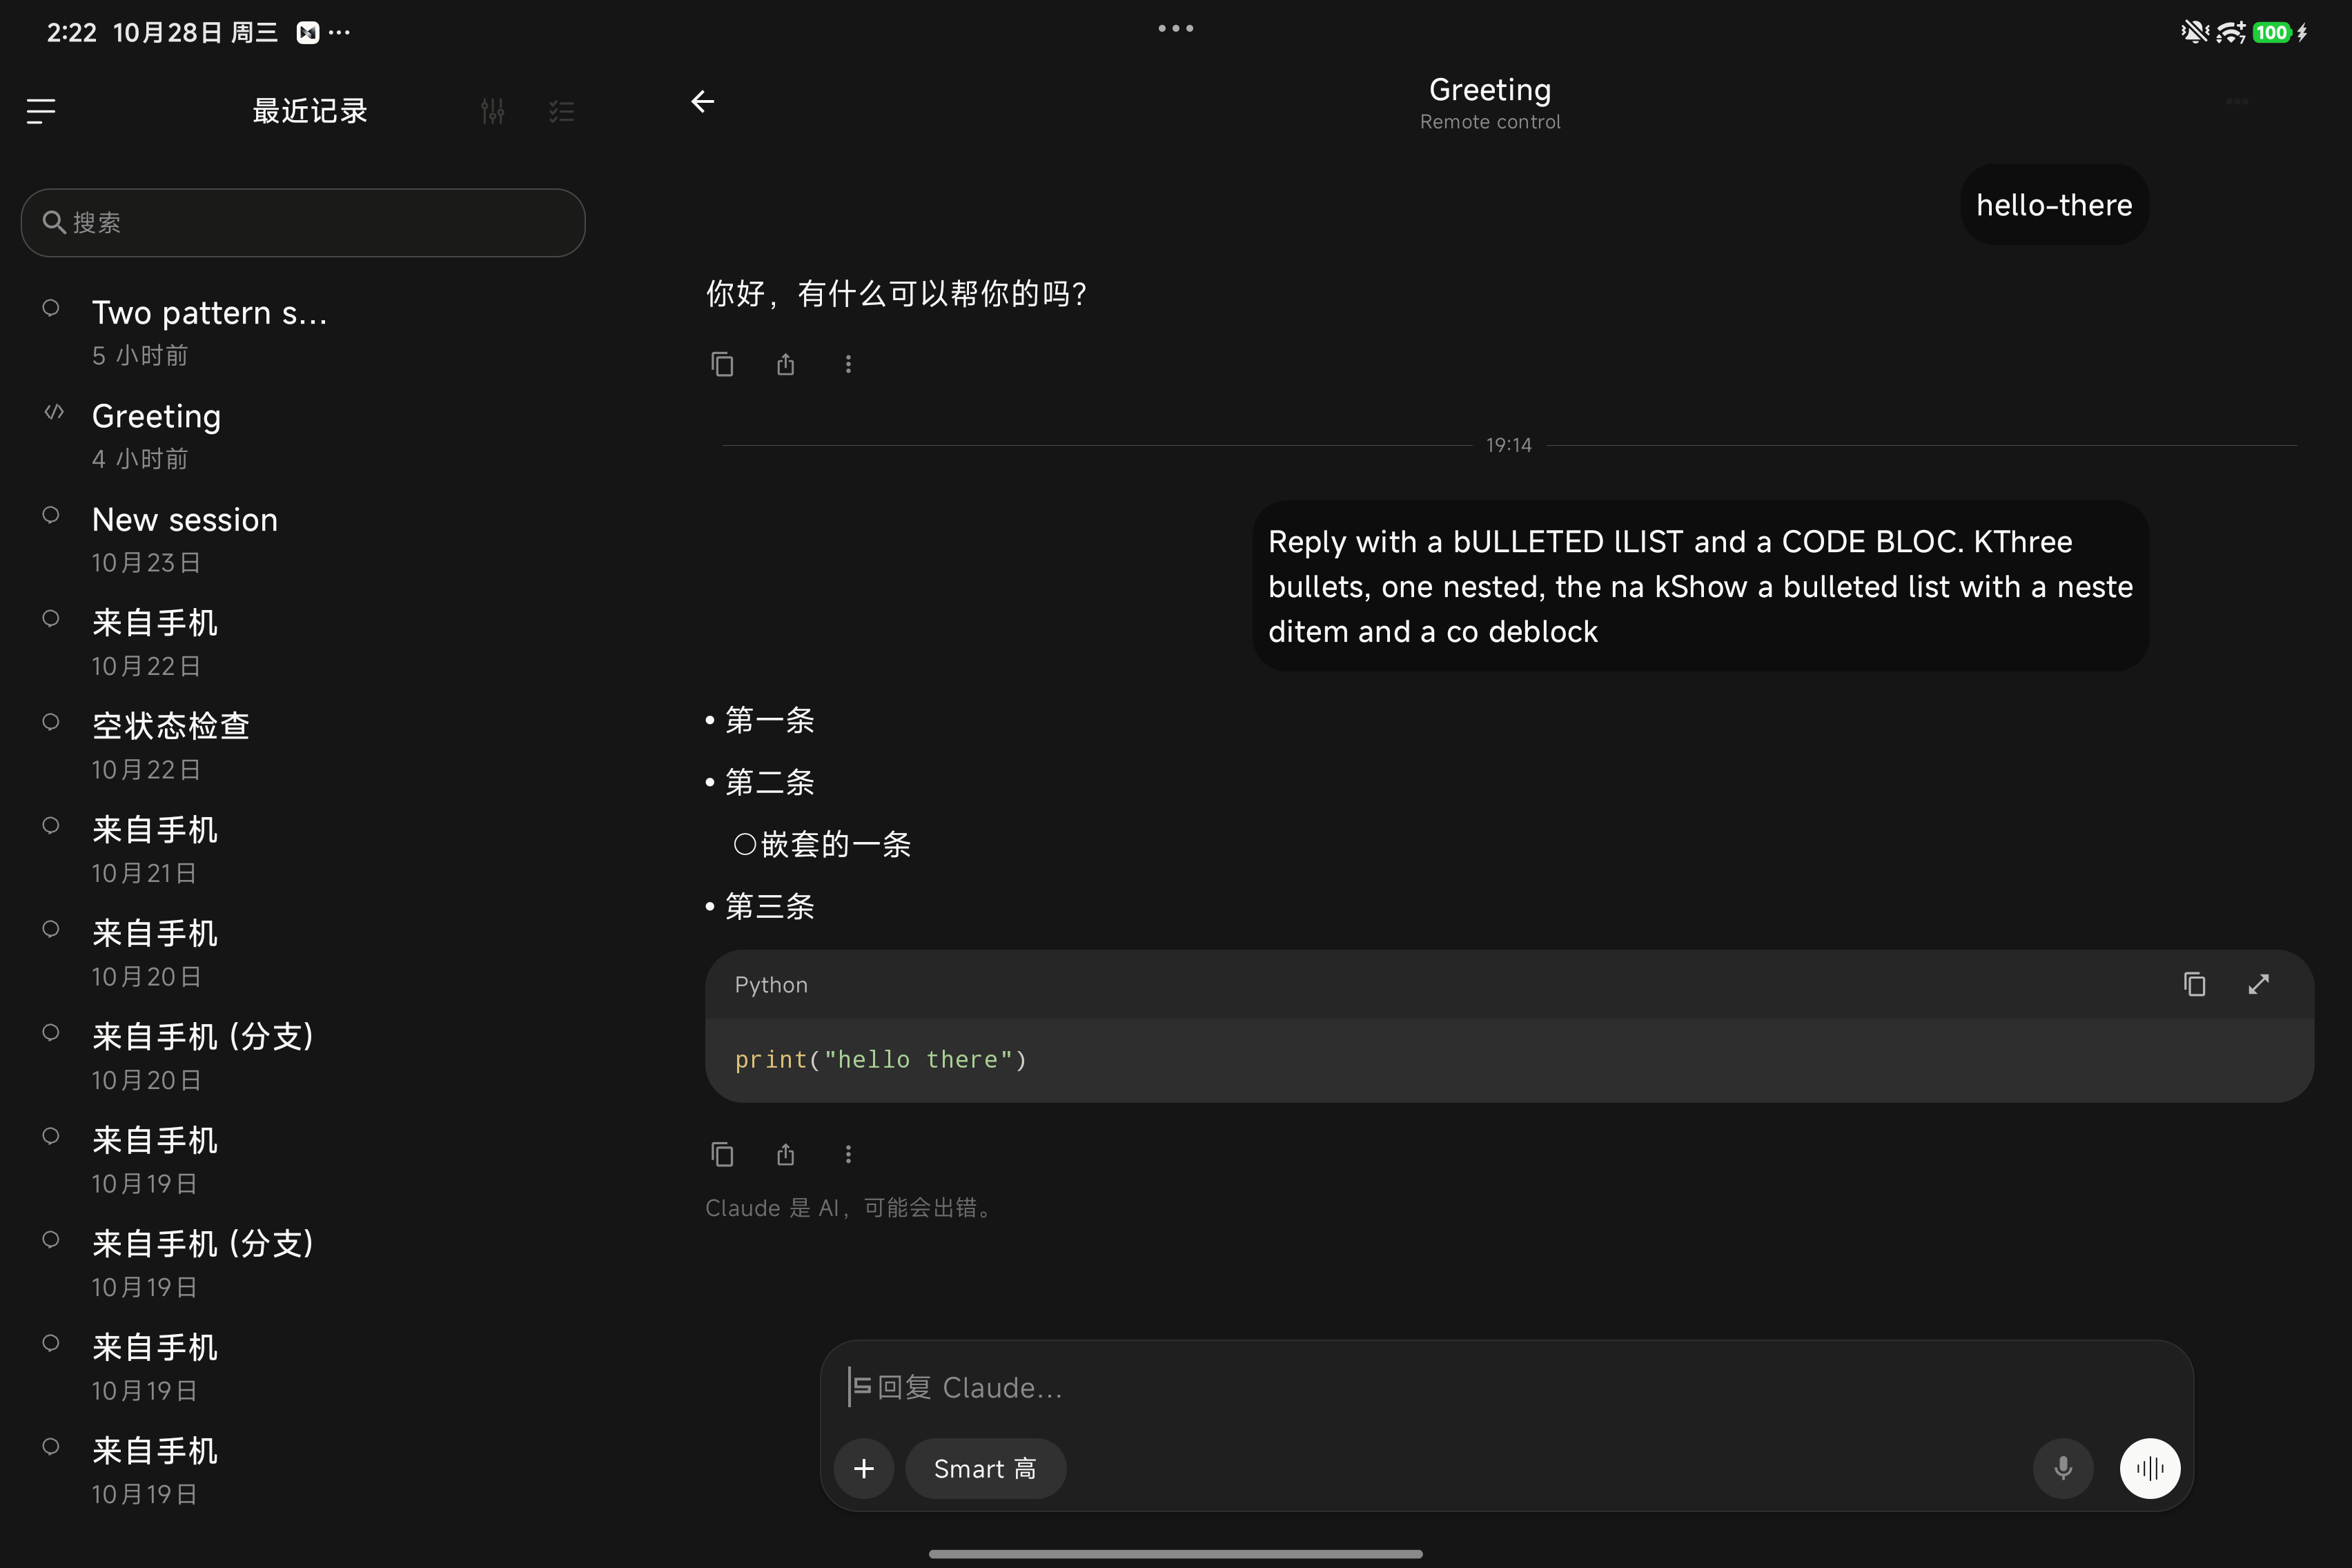 2:22 10月28日 周三
100
最近记录
搜索
Two pattern s...
5 小时前
Greeting
4 小时前
New session
10月23日
来自手机
10月22日
空状态检查
10月22日
来自手机
10月21日
来自手机
10月20日
来自手机 (分支)
10月20日
来自手机
10月19日
来自手机 (分支)
10月19日
来自手机
10月19日
来自手机
10月19日
Greeting
Remote control
hello-there
你好，有什么可以帮你的吗？
19:14
Reply with a bULLETED lLIST and a CODE BLOC. KThree
bullets, one nested, the na kShow a bulleted list with a neste
ditem and a co deblock
• 第一条
• 第二条
○嵌套的一条
• 第三条
Python
print("hello there")
Claude 是 AI，可能会出错。
回复 Claude...
Smart 高